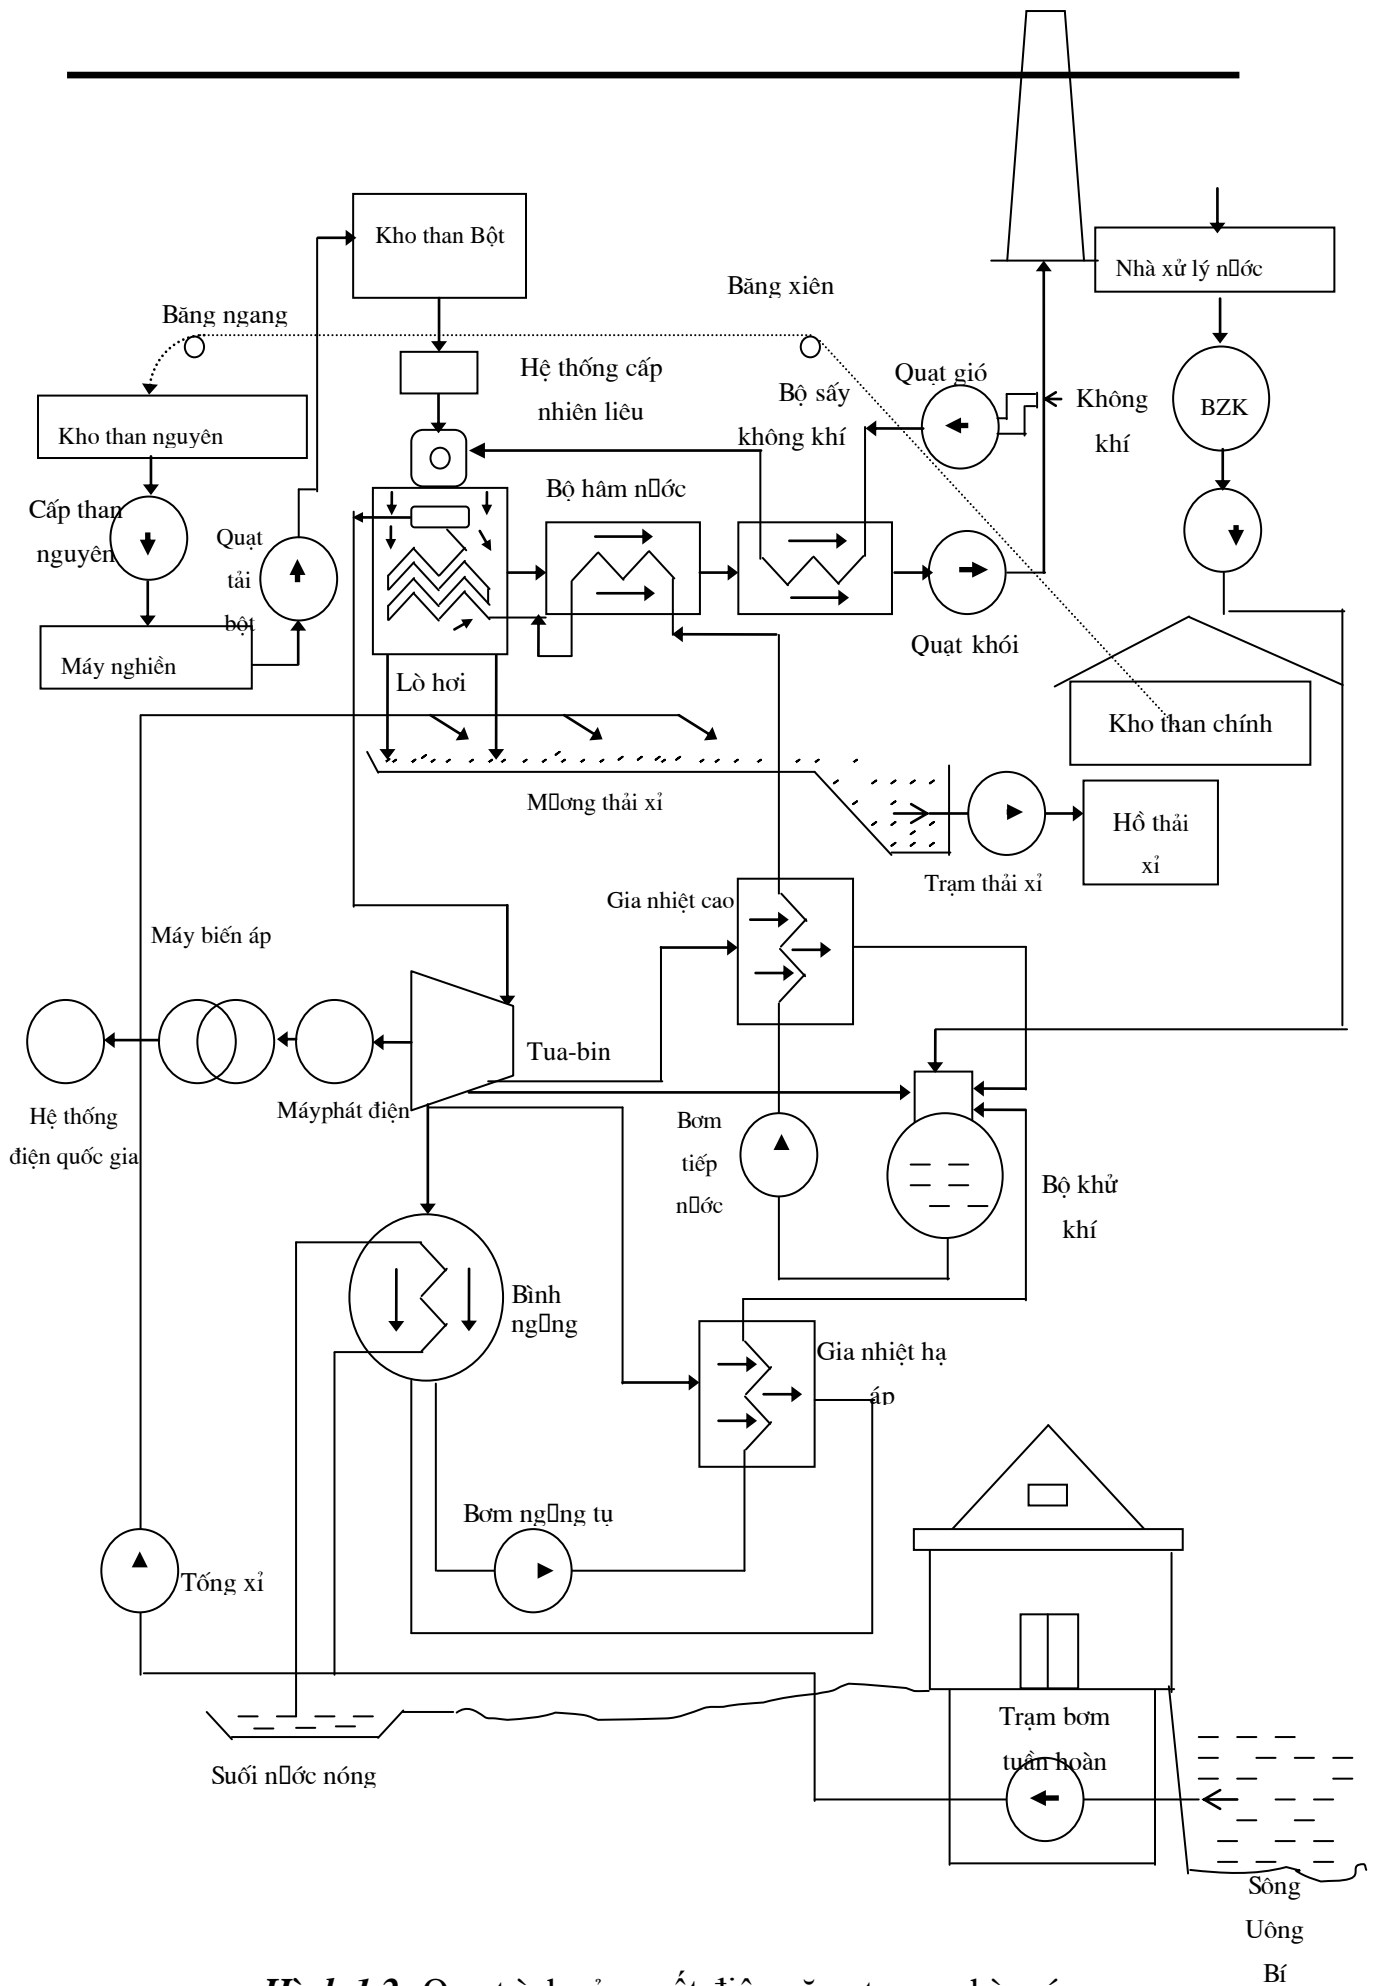 Kho than Bột
Nhà xử lý n▯ớc
Băng xiên
Băng ngang
Hệ thống cấp
nhiên liêu
Quạt gió
Bộ sấy
không khí
Không
khí
BZK
Kho than nguyên
Bộ hâm n▯ớc
Cấp than
nguyên
Quạt
tải
bột
Quạt khói
Máy nghiền
Lò hơi
Kho than chính
M▯ơng thải xỉ
Hồ thải
xỉ
Trạm thải xỉ
Gia nhiệt cao
Máy biến áp
Tua-bin
Máyphát điện
Hệ thống
điện quốc gia
Bơm
tiếp
n▯ớc
Bộ khử
khí
Bình
ng▯ng
Gia nhiệt hạ
áp
Bơm ng▯ng tụ
Tống xỉ
Trạm bơm
tuần hoàn
Suối n▯ớc nóng
Sông
Uông
Bí